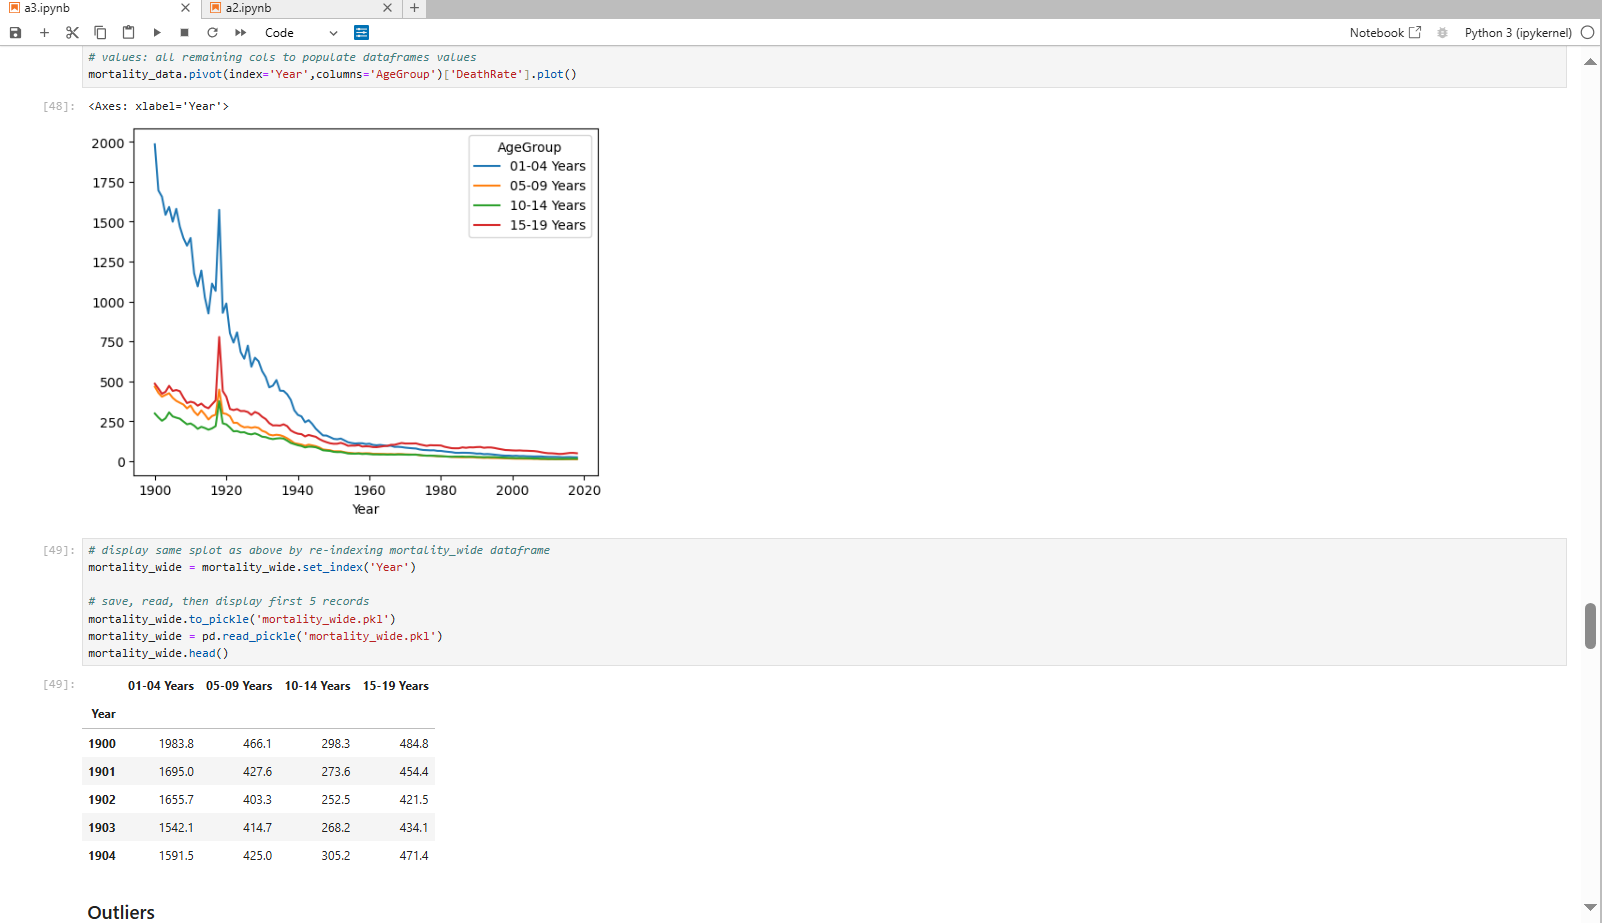 a3.ipynb
a2.ipynb
Code
Notebook
Python 3 (ipykernel)
# values: all remaining cols to populate dataframes values
mortality_data.pivot(index='Year',columns='AgeGroup')['DeathRate'].plot()
[48]: <Axes: xlabel='Year'>
2000
1750
1500
1250
1000
750
500
250
0
AgeGroup
01-04 Years
05-09 Years
10-14 Years
15-19 Years
1900 1920 1940 1960 1980 2000 2020
Year
[49]: # display same splot as above by re-indexing mortality_wide dataframe
mortality_wide = mortality_wide.set_index('Year')
# save, read, then display first 5 records
mortality_wide.to_pickle('mortality_wide.pkl')
mortality_wide = pd.read_pickle('mortality_wide.pkl')
mortality_wide.head()
[49]: 01-04 Years 05-09 Years 10-14 Years 15-19 Years
Year
1900 1983.8 466.1 298.3 484.8
1901 1695.0 427.6 273.6 454.4
1902 1655.7 403.3 252.5 421.5
1903 1542.1 414.7 268.2 434.1
1904 1591.5 425.0 305.2 471.4
Outliers